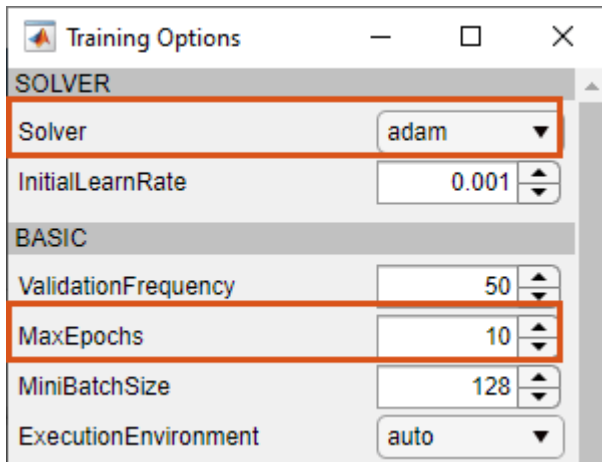 Training Options
SOLVER
Solver adam
InitialLearnRate 0.001
BASIC
ValidationFrequency 50
MaxEpochs 10
MiniBatchSize 128
ExecutionEnvironment auto